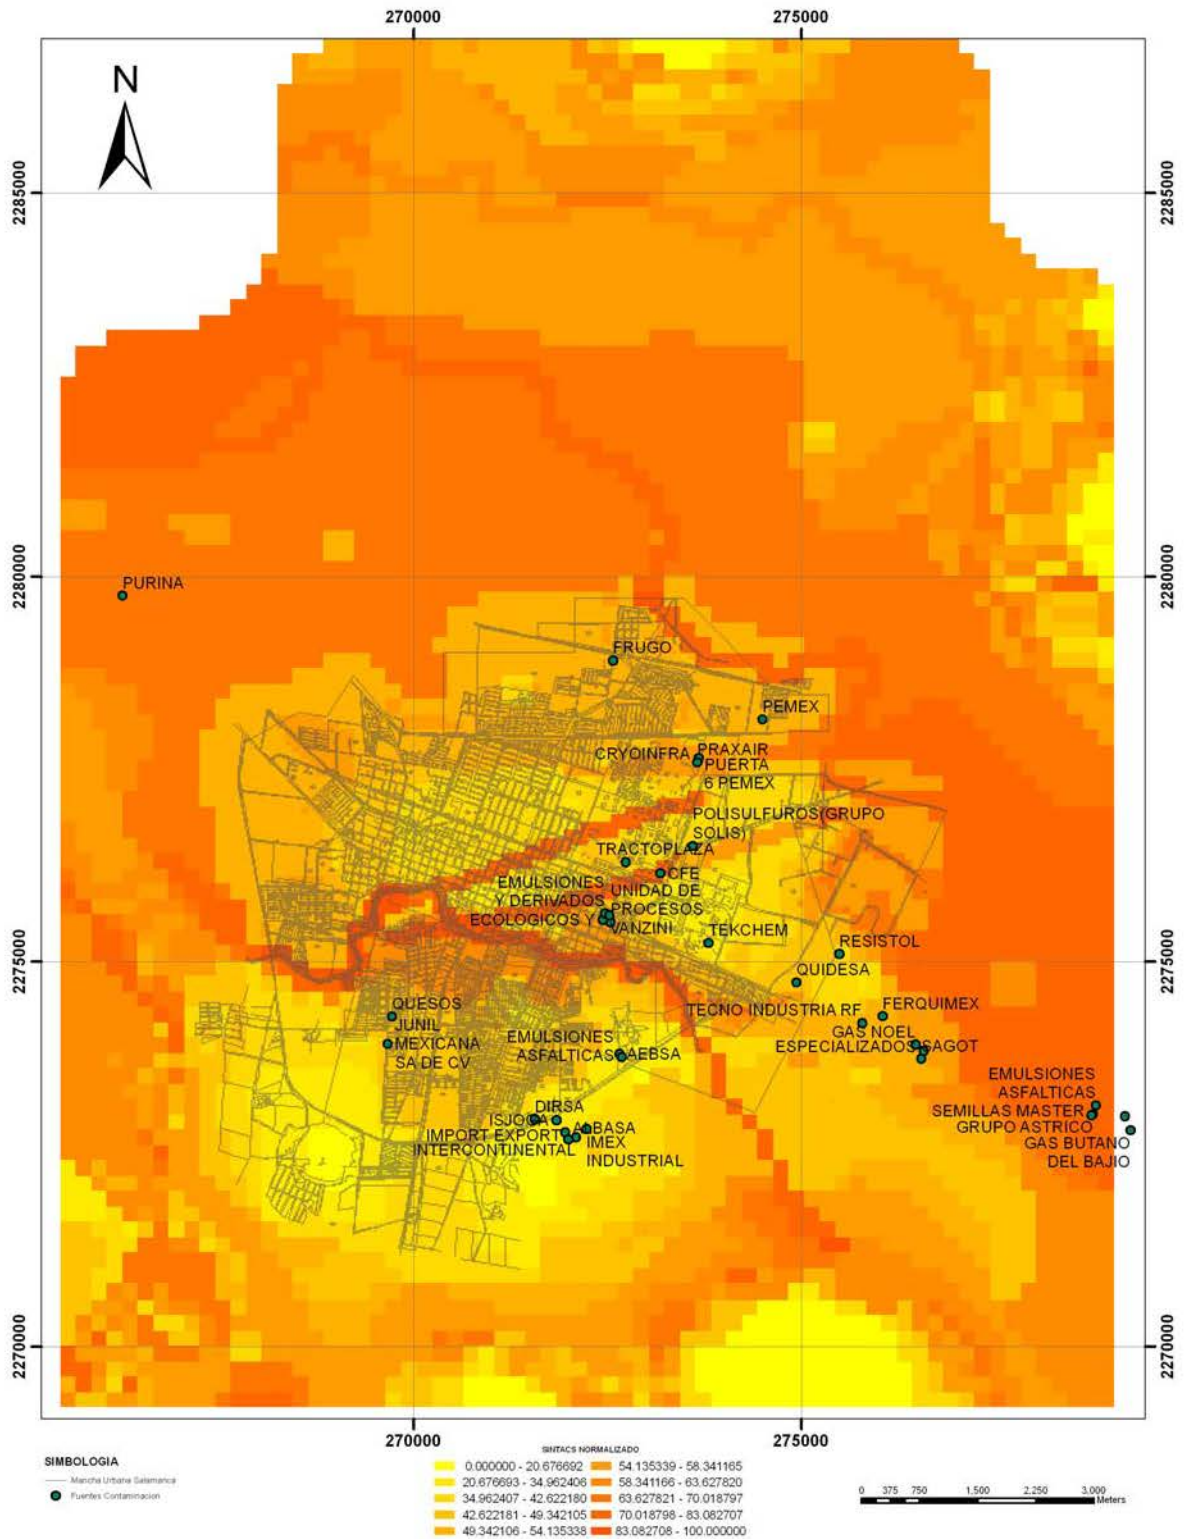 270000
275000
N
2285000
2285000
2280000
2280000
PURINA
FRUGO
PEMEX
CRYOINFRA
PRAXAIR
PUERTA
6 PEMEX
POLISULFUROS(GRUPO
SOLIS)
TRACTOPLAZA
CFE
EMULSIONES
Y DERIVADOS
ECOLOGICOS Y
UNIDAD DE
PROCESOS
VANZINI
TEKCHEM
RESISTOL
QUIDESA
2275000
2275000
TECNO INDUSTRIA RF
FERQUIMEX
GAS NOEL
ESPECIALIZADOS SAGOT
QUESOS
JUNIL
MEXICANA
SA DE CV
EMULSIONES
ASFALTICAS
AEBSA
EMULSIONES
ASFALTICAS
SEMILLAS MASTER
GRUPO ASTRICO
GAS BUTANO
DEL BAJIO
DIRSA
ISJOCA
ALBASA
IMPORT EXPORT
INTERCONTINENTAL
IMEX
INDUSTRIAL
2270000
2270000
270000
275000
SIMBOLOGIA
Mancha Urbana Salamanca
Fuentes Contaminacion
SINTACS NORMALIZADO
0.000000 - 20.676692
20.676693 - 34.962406
34.962407 - 42.622180
42.622181 - 49.342105
49.342106 - 54.135338
54.135339 - 58.341165
58.341166 - 63.627820
63.627821 - 70.018797
70.018798 - 83.082707
83.082708 - 100.000000
0 375 750 1,500 2,250 3,000
Meters